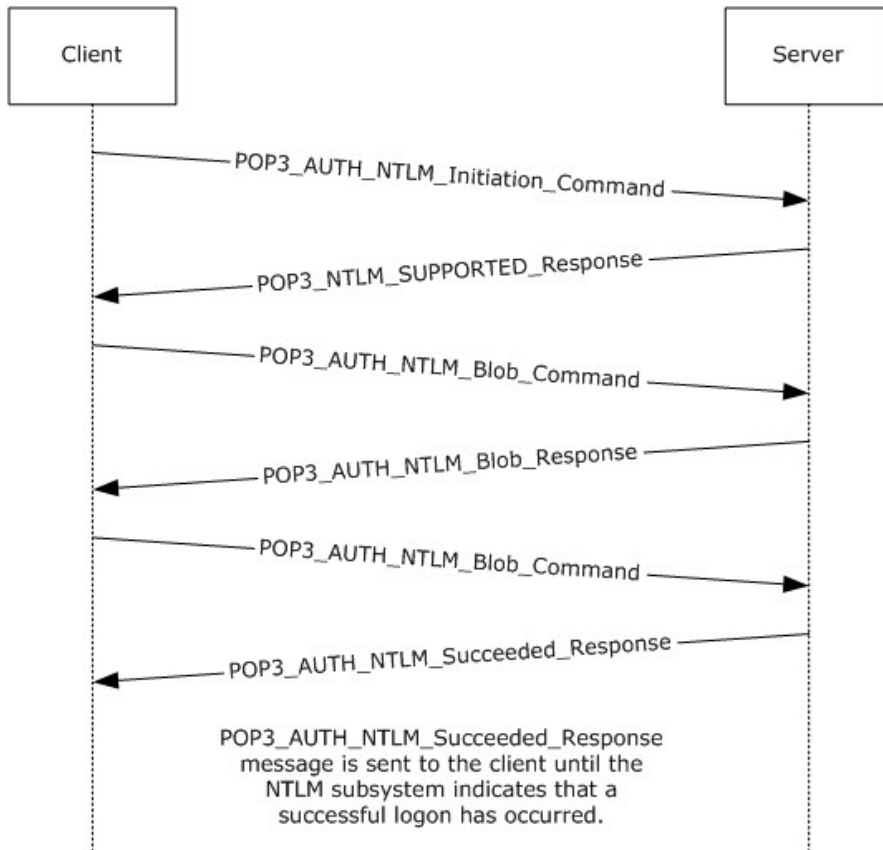 Client
Server
POP3_AUTH_NTLM_Initiation_Command
POP3_NTLM_SUPPORTED_Response
POP3_AUTH_NTLM_Blob_Command
POP3_AUTH_NTLM_Blob_Response
POP3_AUTH_NTLM_Blob_Command
POP3_AUTH_NTLM_Succeeded_Response
POP3_AUTH_NTLM_Succeeded_Response
message is sent to the client until the
NTLM subsystem indicates that a
successful logon has occurred.